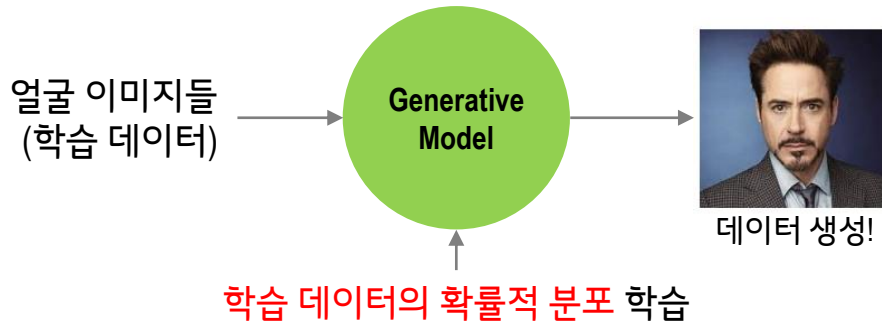 얼굴 이미지들
(학습 데이터)
Generative
Model
데이터 생성!
학습 데이터의 확률적 분포 학습